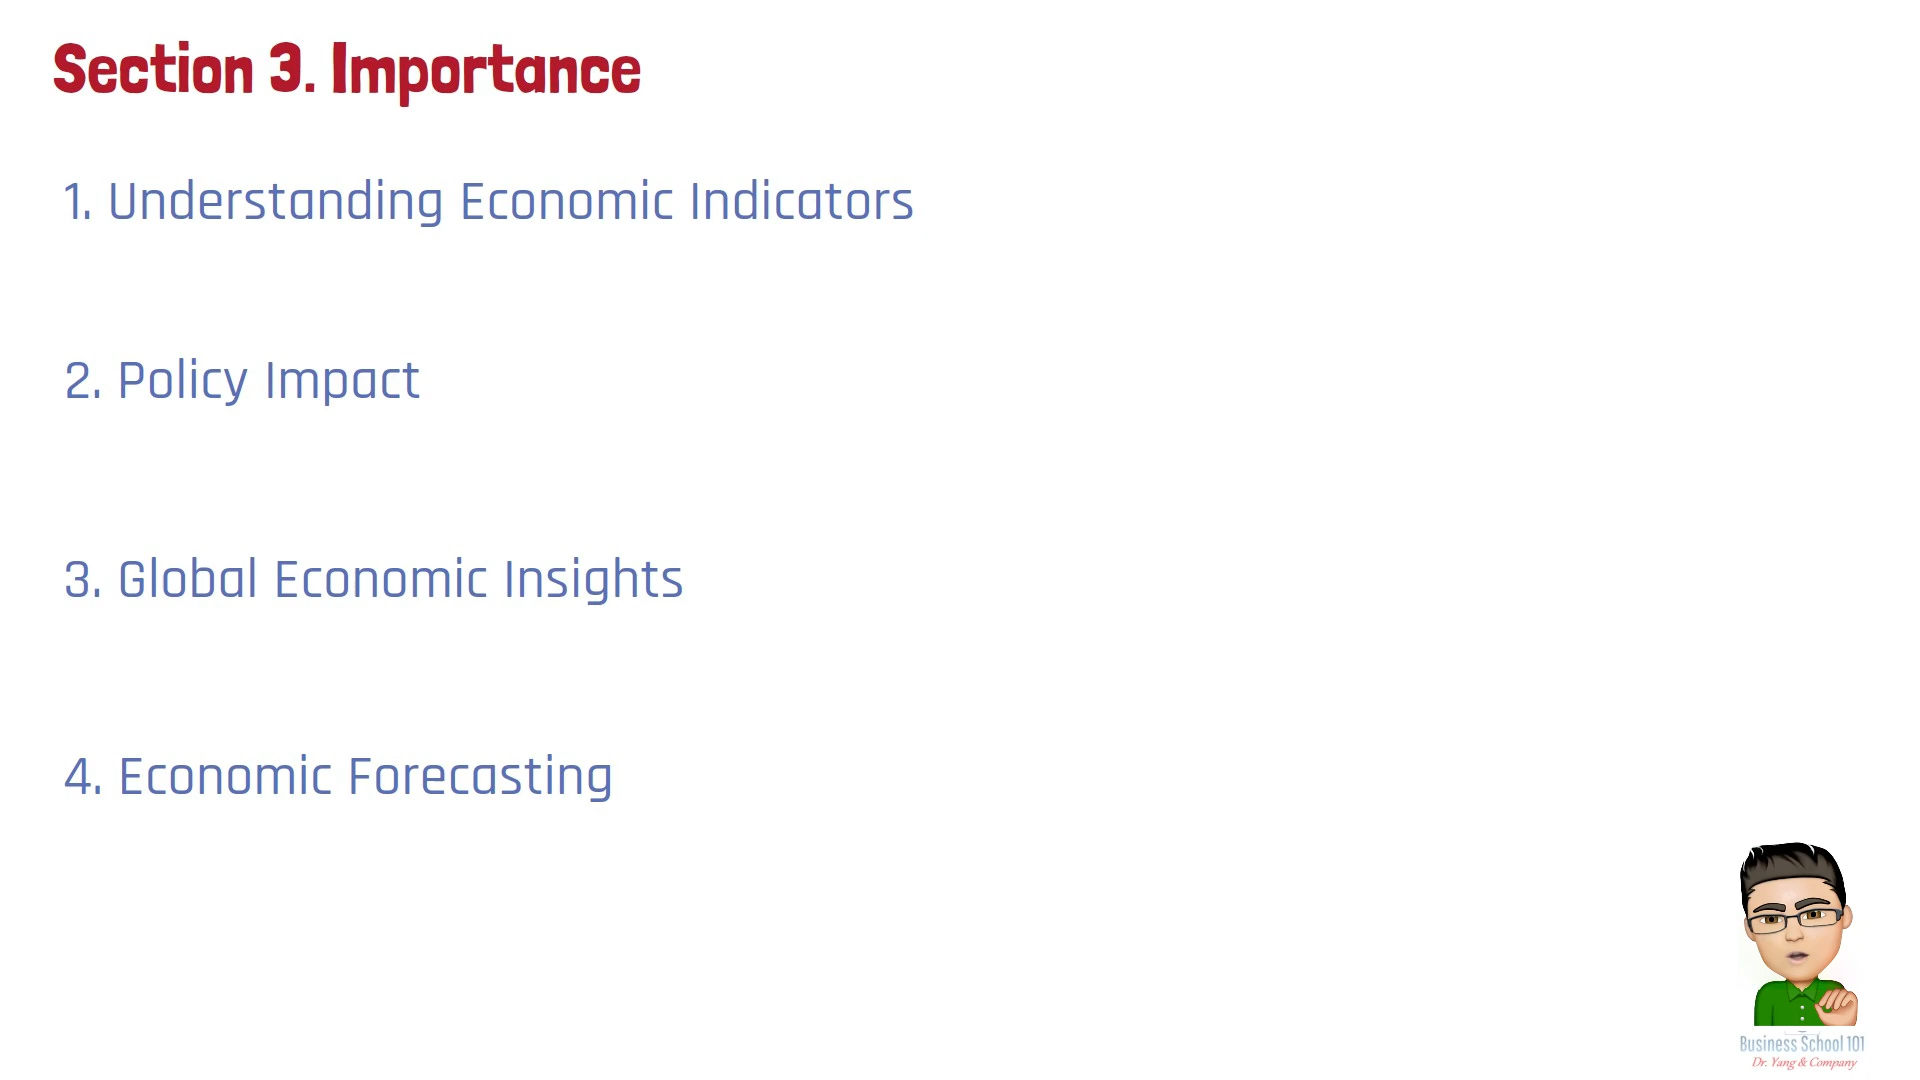 Section 3. Importance
1. Understanding Economic Indicators
2. Policy Impact
3. Global Economic Insights
4. Economic Forecasting
Business School 101
Dr. Yang & Company